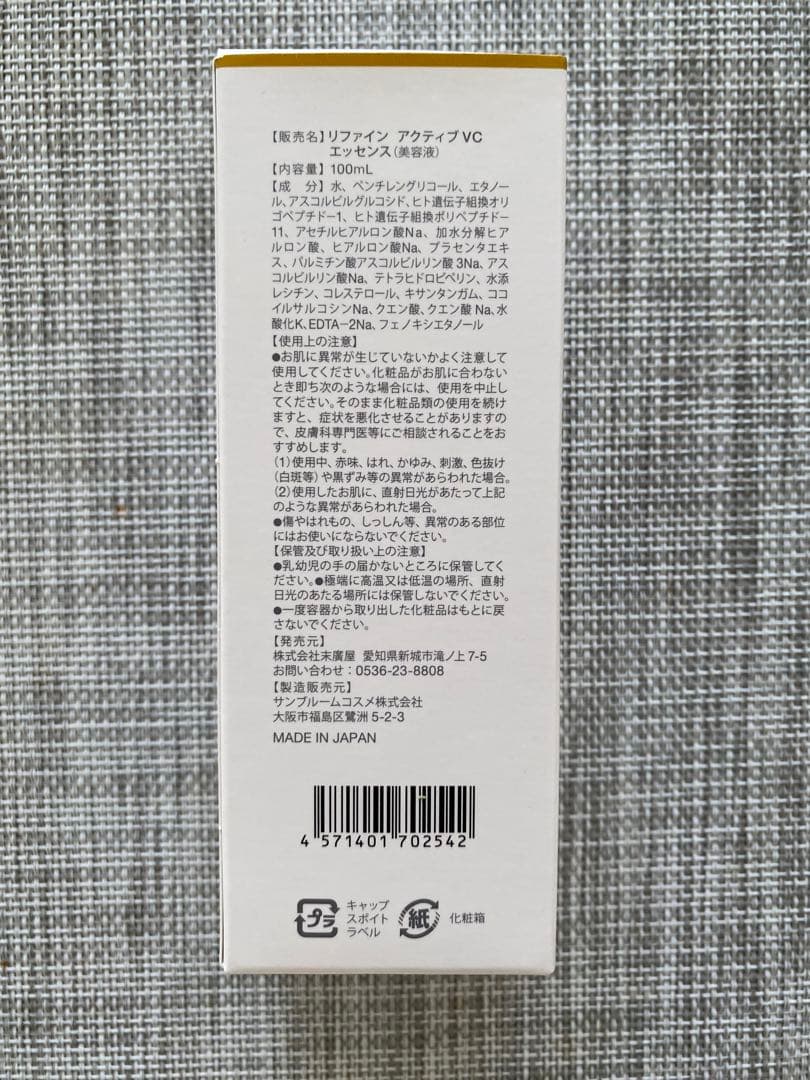 【販売名】リファイン アクティブ VC
エッセンス(美容液)
【内容量】100mL
【成　分】水、ペンチレングリコール、エタノー
ル、アスコルビルグルコシド、ヒト遺伝子組換オリ
ゴペプチド−1、ヒト遺伝子組換ポリペプチド−
11、アセチルヒアルロン酸Na、加水分解ヒア
ルロン酸、ヒアルロン酸Na、プラセンタエキ
ス、パルミチン酸アスコルビルリン酸 3Na、アス
コルビルリン酸Na、テトラヒドロピペリン、水添
レシチン、コレステロール、キサンタンガム、ココ
イルサルコシンNa、クエン酸、クエン酸 Na、水
酸化K、EDTA−2Na、フェノキシエタノール
【使用上の注意】
●お肌に異常が生じていないかよく注意して
使用してください。化粧品がお肌に合わない
とき即ち次のような場合には、使用を中止し
てください。そのまま化粧品類の使用を続け
ますと、症状を悪化させることがありますの
で、皮膚科専門医等にご相談されることをお
すすめします。
(1)使用中、赤味、はれ、かゆみ、刺激、色抜け
(白斑等)や黒ずみ等の異常があらわれた場合。
(2)使用したお肌に、直射日光があたって上記
のような異常があらわれた場合。
●傷やはれもの、しっしん等、異常のある部位
にはお使いにならないでください。
【保管及び取り扱い上の注意】
●乳幼児の手の届かないところに保管してく
ださい。●極端に高温又は低温の場所、直射
日光のあたる場所には保管しないでください。
●一度容器から取り出した化粧品はもとに戻
さないでください。
【発売元】
株式会社末廣屋 愛知県新城市滝ノ上 7-5
お問い合わせ：0536-23-8808
【製造販売元】
サンブルームコスメ株式会社
大阪市福島区鷺洲 5-2-3
MADE IN JAPAN
4 571401 702542
プラ
キャップ
スポイト
ラベル
紙
化粧箱